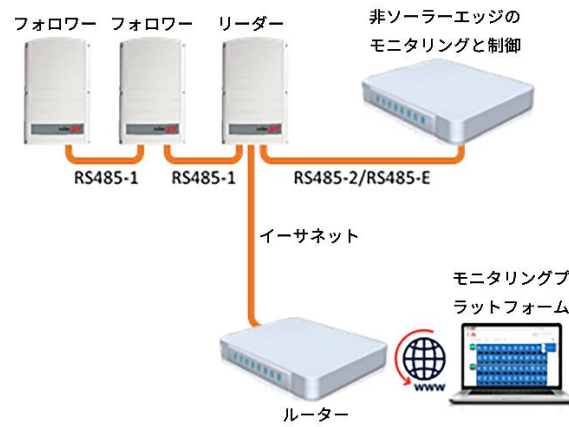 フォロワー フォロワー リーダー
非ソーラーエッジの
モニタリングと制御
RS485-1 RS485-1 RS485-2/RS485-E
イーサネット
モニタリングプ
ラットフォーム
www
ルーター